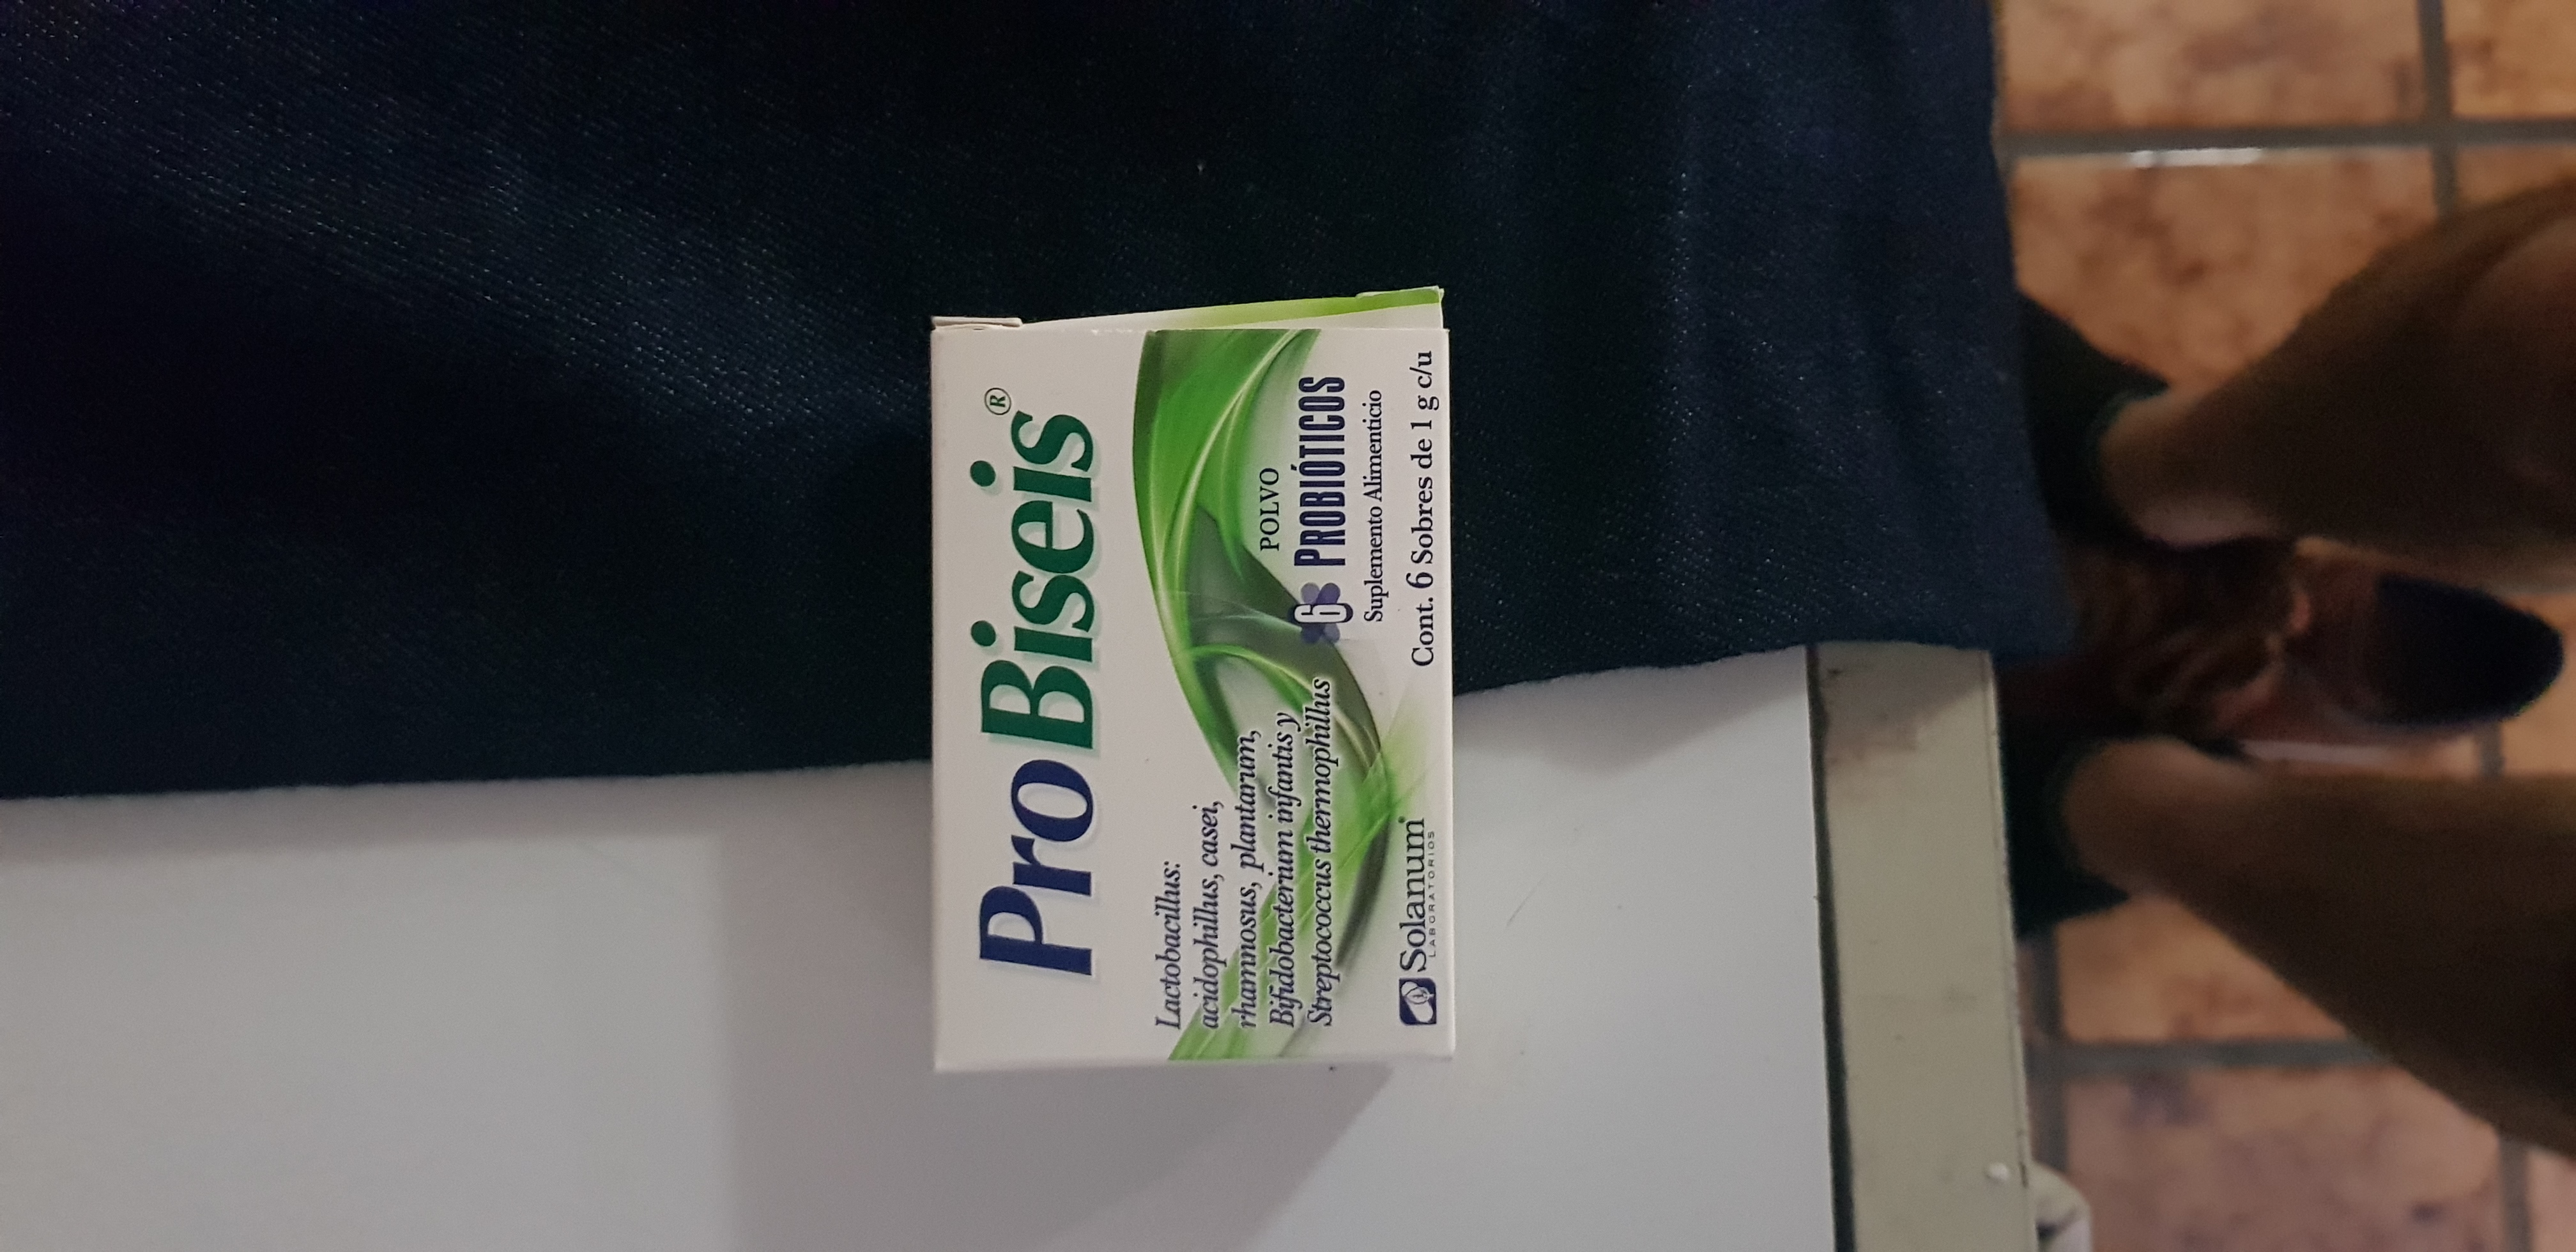 ProBiseis®
Lactobacillus:
acidophillus, casei,
rhamnosus, plantarum,
Bifidobacterium infantis y
Streptococcus thermophillus
POLVO
6 PROBIÓTICOS
Suplemento Alimenticio
Solanum®
LABORATORIOS
Cont. 6 Sobres de 1 g c/u